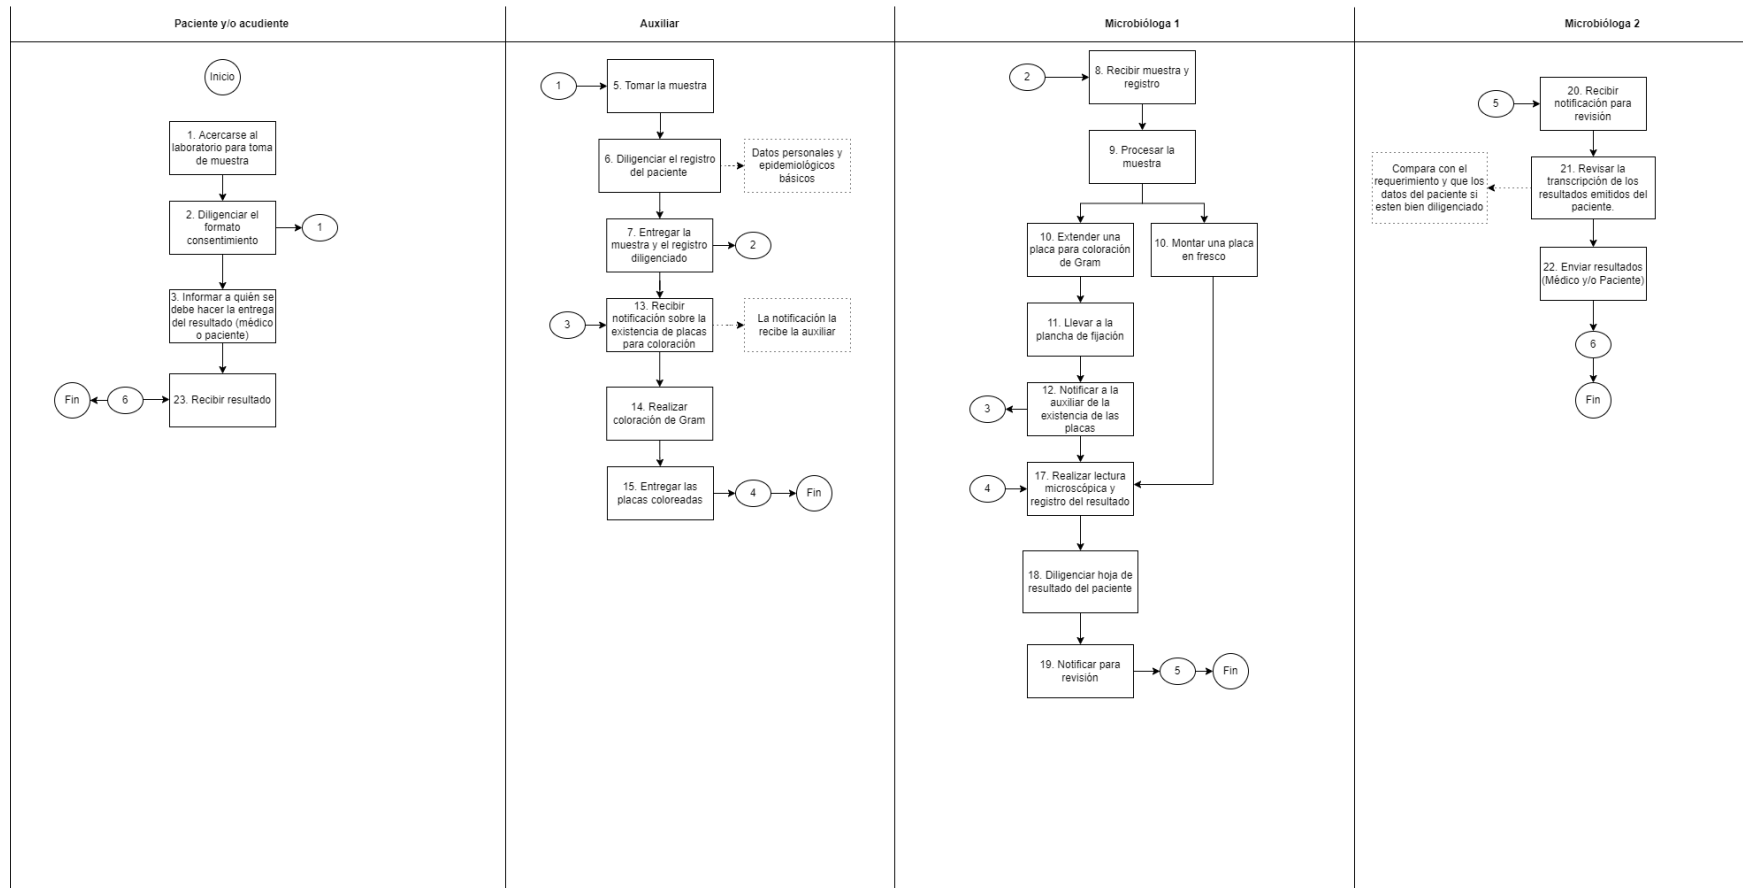 Paciente y/o acudiente
Inicio
1. Acercarse al
laboratorio para toma
de muestra
2. Diligenciar el
formato
consentimiento
1
3. Informar a quién se
debe hacer la entrega
del resultado (médico
o paciente)
Fin
6
23. Recibir resultado
Auxiliar
1
5. Tomar la muestra
6. Diligenciar el registro
del paciente
Datos personales y
epidemiológicos
básicos
7. Entregar la
muestra y el registro
diligenciado
2
3
13. Recibir
notificación sobre la
existencia de placas
para coloración
La notificación la
recibe la auxiliar
14. Realizar
coloración de Gram
15. Entregar las
placas coloreadas
4
Fin
Microbióloga 1
2
8. Recibir muestra y
registro
9. Procesar la
muestra
10. Extender una
placa para coloración
de Gram
10. Montar una placa
en fresco
11. Llevar a la
plancha de fijación
3
12. Notificar a la
auxiliar de la
existencia de las
placas
4
17. Realizar lectura
microscópica y
registro del resultado
18. Diligenciar hoja de
resultado del paciente
19. Notificar para
revisión
5
Fin
Microbióloga 2
5
20. Recibir
notificación para
revisión
Compara con el
requerimiento y que los
datos del paciente si
esten bien diligenciado
21. Revisar la
transcripción de los
resultados emitidos del
paciente.
22. Enviar resultados
(Médico y/o Paciente)
6
Fin